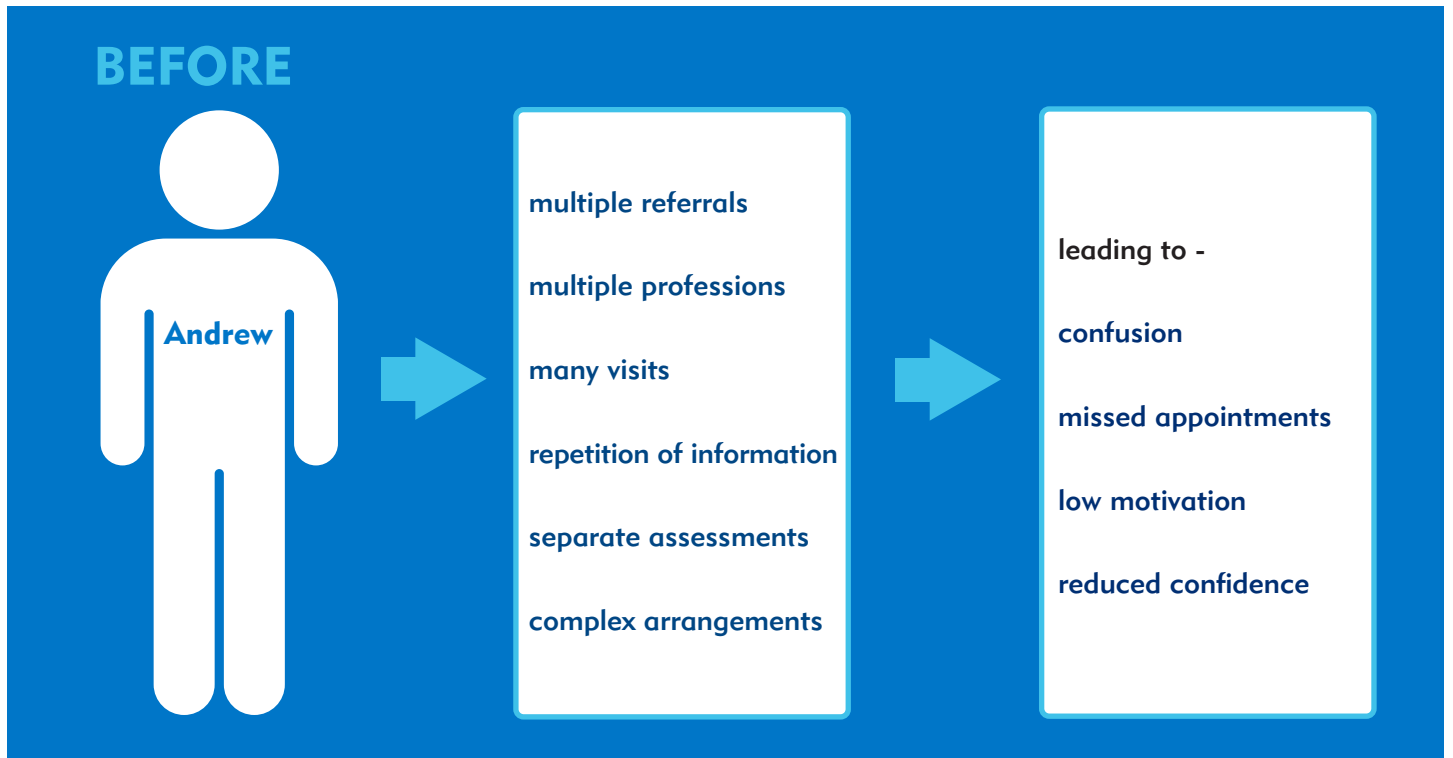 BEFORE
Andrew
multiple referrals
multiple professions
many visits
repetition of information
separate assessments
complex arrangements
leading to -
confusion
missed appointments
low motivation
reduced confidence